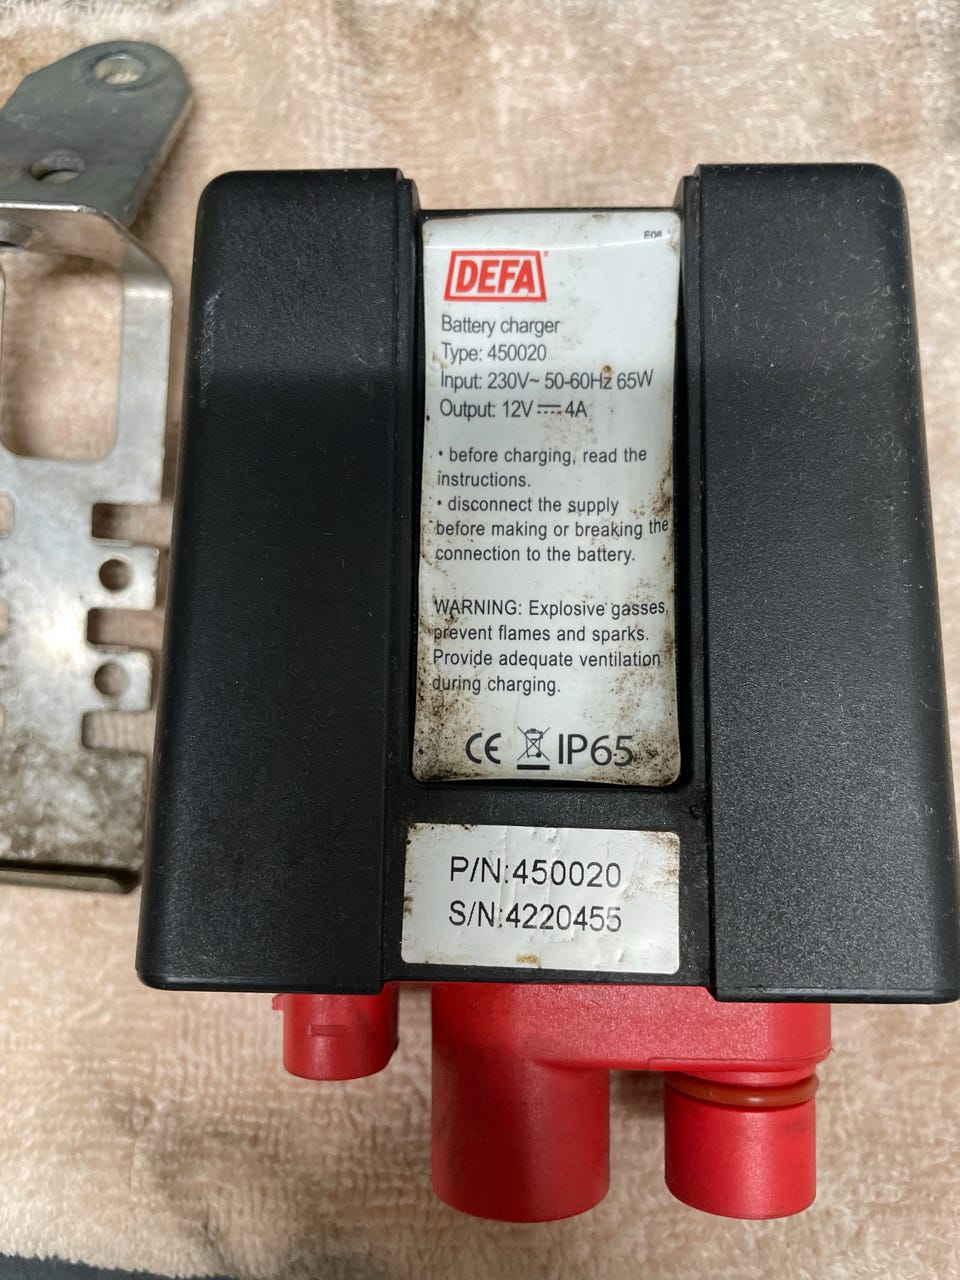 E06
DEFA
Battery charger
Type: 450020
Input: 230V~ 50-60Hz 65W
Output: 12V ⎓ 4A
• before charging, read the
instructions.
• disconnect the supply
before making or breaking the
connection to the battery.
WARNING: Explosive gasses,
prevent flames and sparks.
Provide adequate ventilation
during charging.
CE IP65
P/N:450020
S/N:4220455